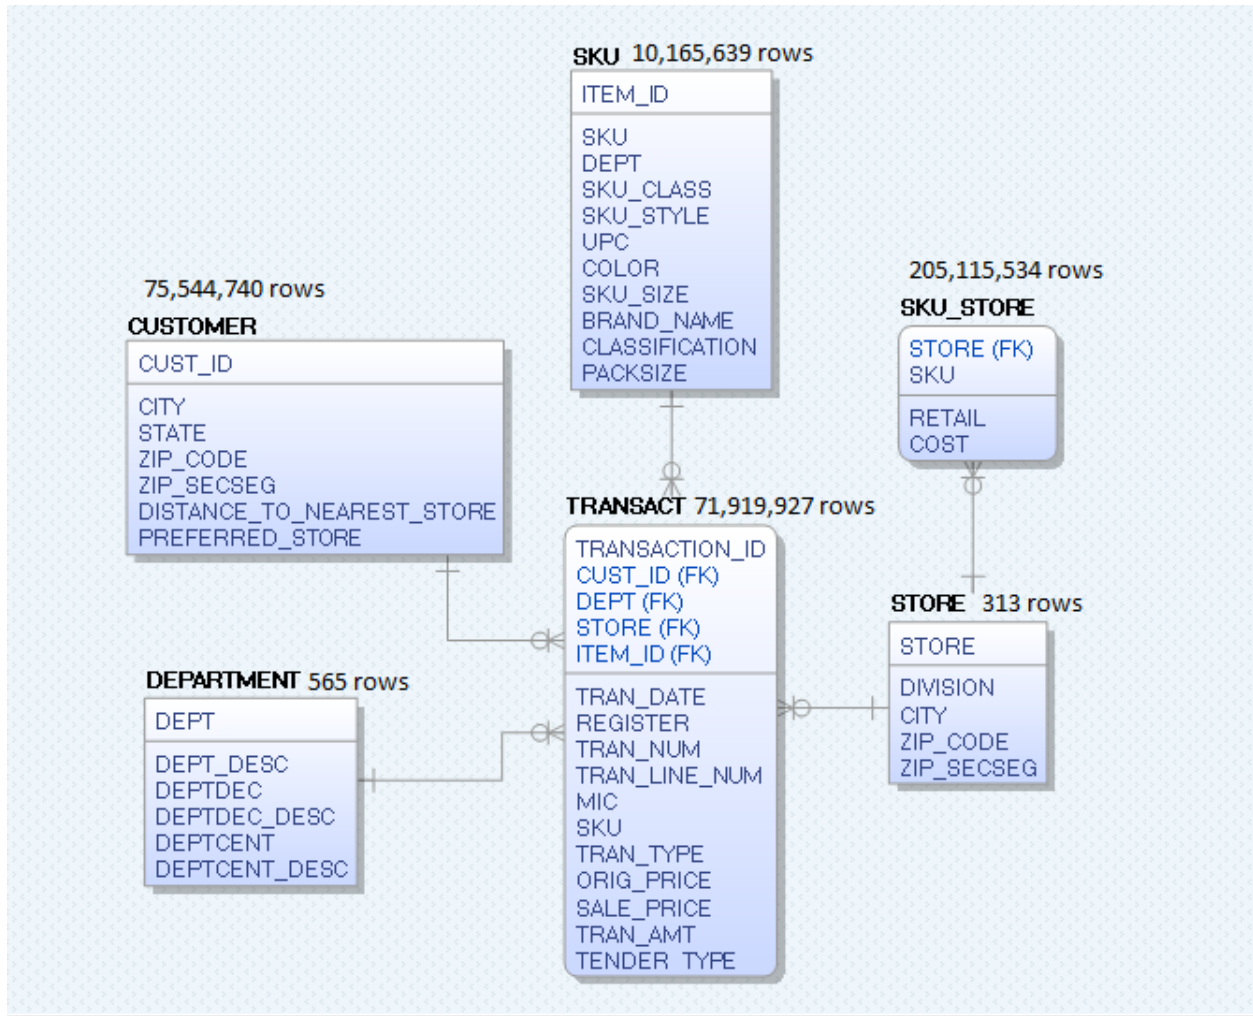 SKU 10,165,639 rows
ITEM_ID
SKU
DEPT
SKU_CLASS
SKU_STYLE
UPC
COLOR
SKU_SIZE
BRAND_NAME
CLASSIFICATION
PACKSIZE
75,544,740 rows
CUSTOMER
CUST_ID
CITY
STATE
ZIP_CODE
ZIP_SECSEG
DISTANCE_TO_NEAREST_STORE
PREFERRED_STORE
205,115,534 rows
SKU_STORE
STORE (FK)
SKU
RETAIL
COST
TRANSACT 71,919,927 rows
TRANSACTION_ID
CUST_ID (FK)
DEPT (FK)
STORE (FK)
ITEM_ID (FK)
TRAN_DATE
REGISTER
TRAN_NUM
TRAN_LINE_NUM
MIC
SKU
TRAN_TYPE
ORIG_PRICE
SALE_PRICE
TRAN_AMT
TENDER_TYPE
STORE 313 rows
STORE
DIVISION
CITY
ZIP_CODE
ZIP_SECSEG
DEPARTMENT 565 rows
DEPT
DEPT_DESC
DEPTDEC
DEPTDEC_DESC
DEPTCENT
DEPTCENT_DESC